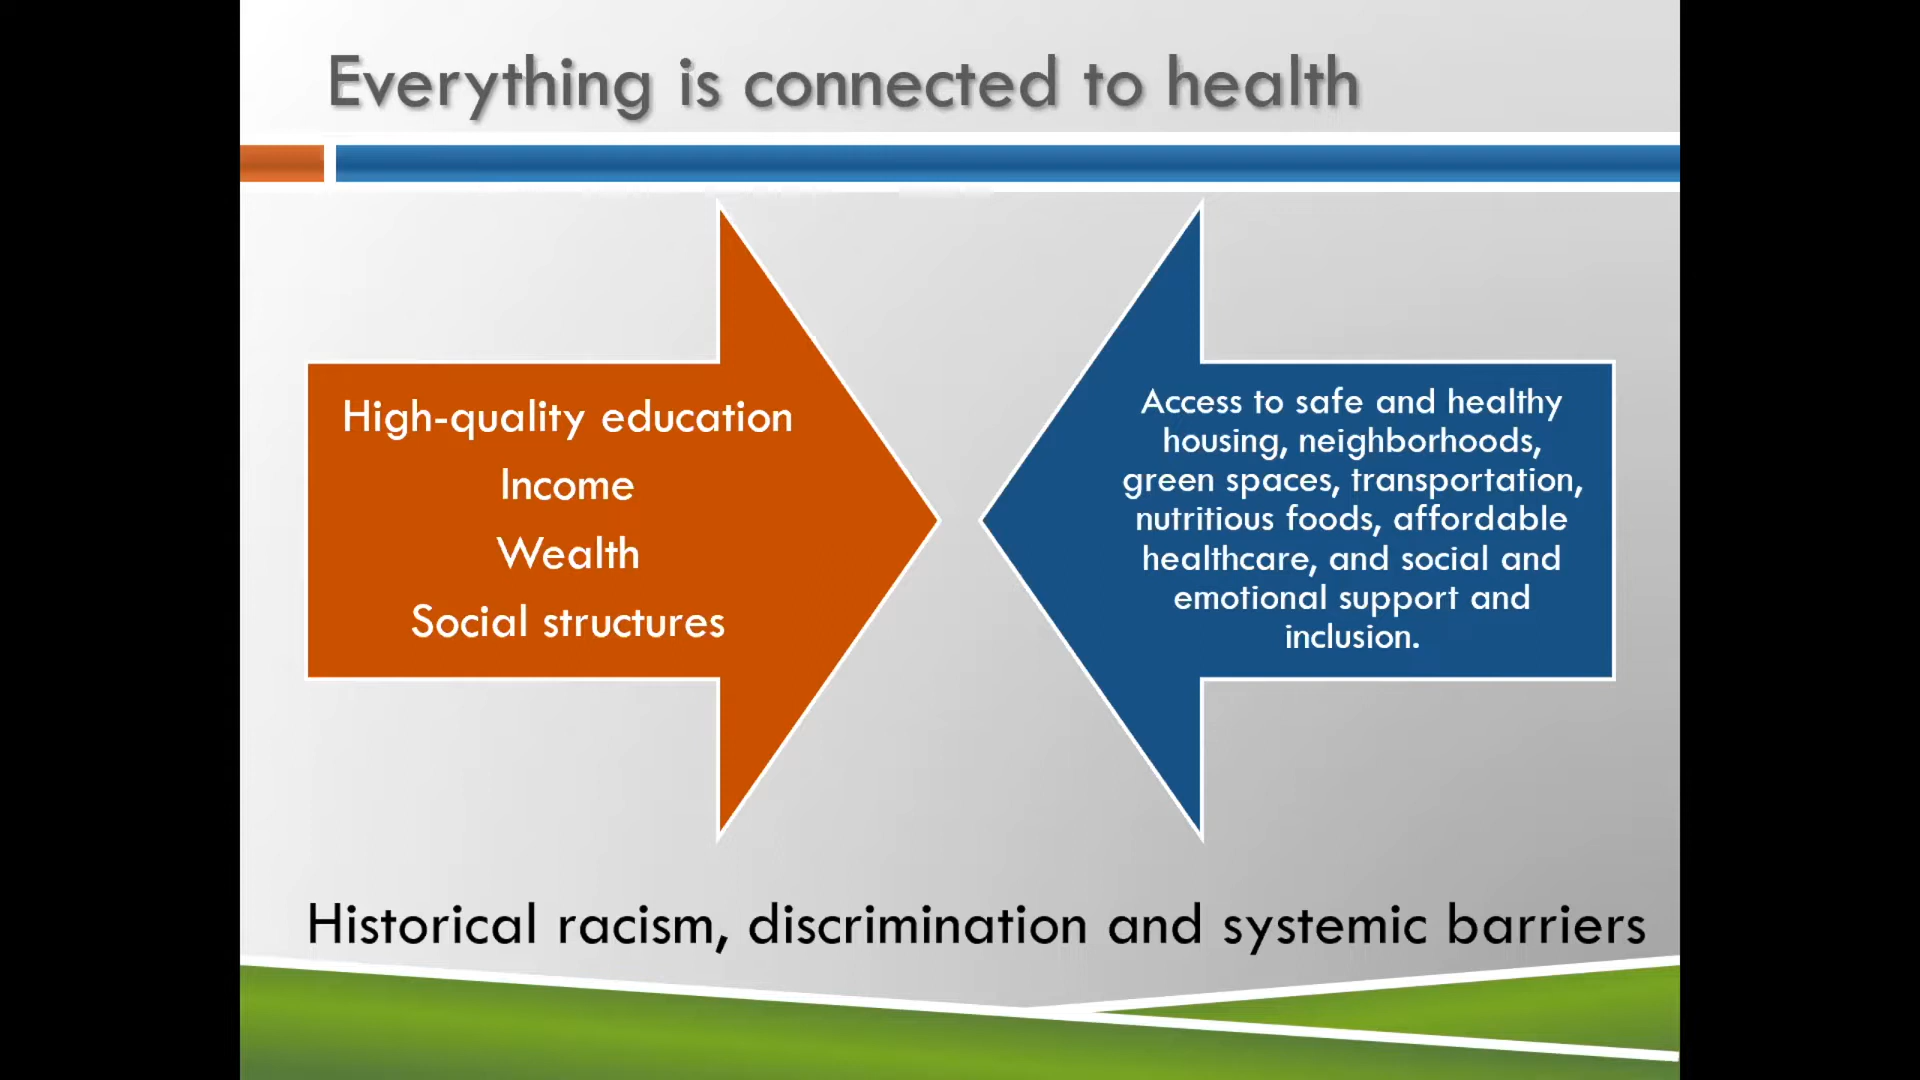 Everything is connected to health
High-quality education
Income
Wealth
Social structures
Access to safe and healthy
housing, neighborhoods,
green spaces, transportation,
nutritious foods, affordable
healthcare, and social and
emotional support and
inclusion.
Historical racism, discrimination and systemic barriers